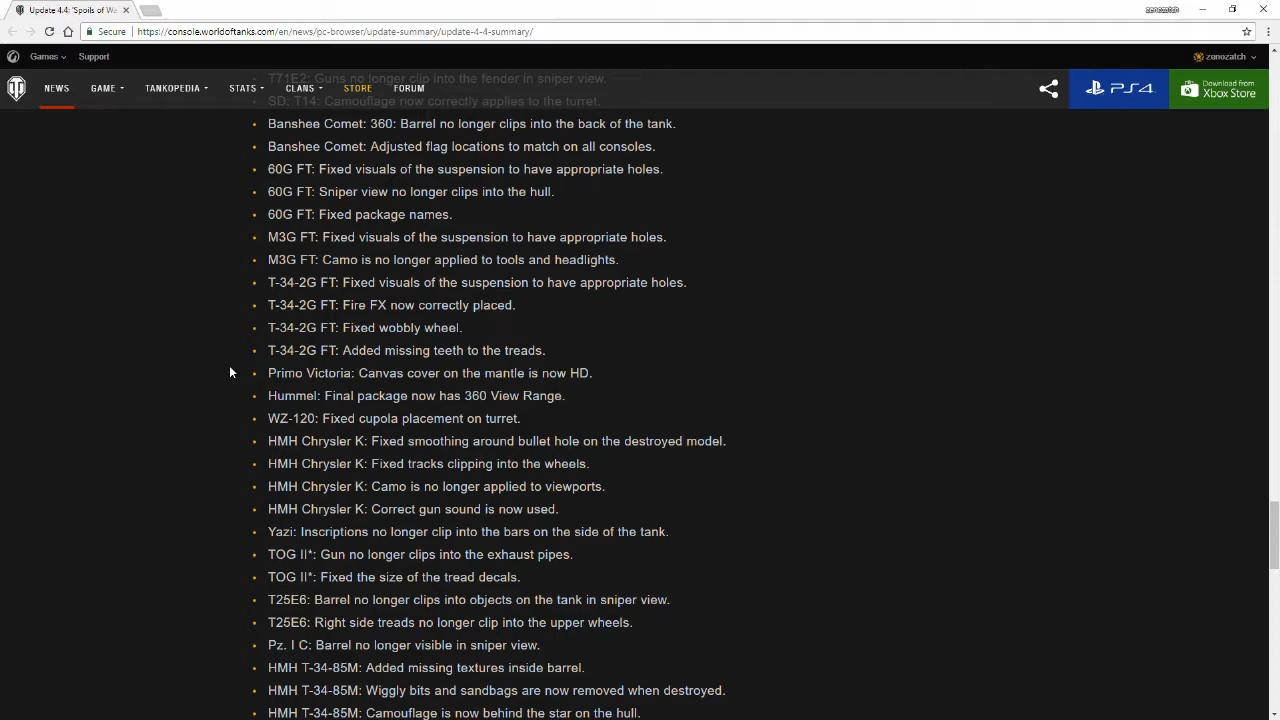 Update 4.4: 'Spoils of Wa
zenozatch
Secure
https://console.worldoftanks.com/en/news/pc-browser/update-summary/update-4-4-summary/
Games
Support
zenozatch
NEWS
GAME
TANKOPEDIA
STATS
CLANS
STORE
FORUM
PS4
Download from
Xbox Store
T71E2: Guns no longer clip into the fender in sniper view.
SD: T14: Camouflage now correctly applies to the turret.
Banshee Comet: 360: Barrel no longer clips into the back of the tank.
Banshee Comet: Adjusted flag locations to match on all consoles.
60G FT: Fixed visuals of the suspension to have appropriate holes.
60G FT: Sniper view no longer clips into the hull.
60G FT: Fixed package names.
M3G FT: Fixed visuals of the suspension to have appropriate holes.
M3G FT: Camo is no longer applied to tools and headlights.
T-34-2G FT: Fixed visuals of the suspension to have appropriate holes.
T-34-2G FT: Fire FX now correctly placed.
T-34-2G FT: Fixed wobbly wheel.
T-34-2G FT: Added missing teeth to the treads.
Primo Victoria: Canvas cover on the mantle is now HD.
Hummel: Final package now has 360 View Range.
WZ-120: Fixed cupola placement on turret.
HMH Chrysler K: Fixed smoothing around bullet hole on the destroyed model.
HMH Chrysler K: Fixed tracks clipping into the wheels.
HMH Chrysler K: Camo is no longer applied to viewports.
HMH Chrysler K: Correct gun sound is now used.
Yazi: Inscriptions no longer clip into the bars on the side of the tank.
TOG II*: Gun no longer clips into the exhaust pipes.
TOG II*: Fixed the size of the tread decals.
T25E6: Barrel no longer clips into objects on the tank in sniper view.
T25E6: Right side treads no longer clip into the upper wheels.
Pz. I C: Barrel no longer visible in sniper view.
HMH T-34-85M: Added missing textures inside barrel.
HMH T-34-85M: Wiggly bits and sandbags are now removed when destroyed.
HMH T-34-85M: Camouflage is now behind the star on the hull.